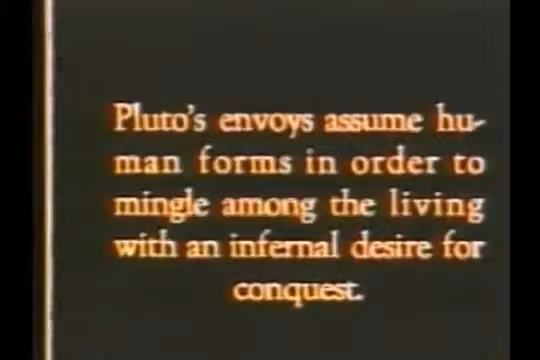 Pluto's envoys assume hu-
man forms in order to
mingle among the living
with an infernal desire for
conquest.